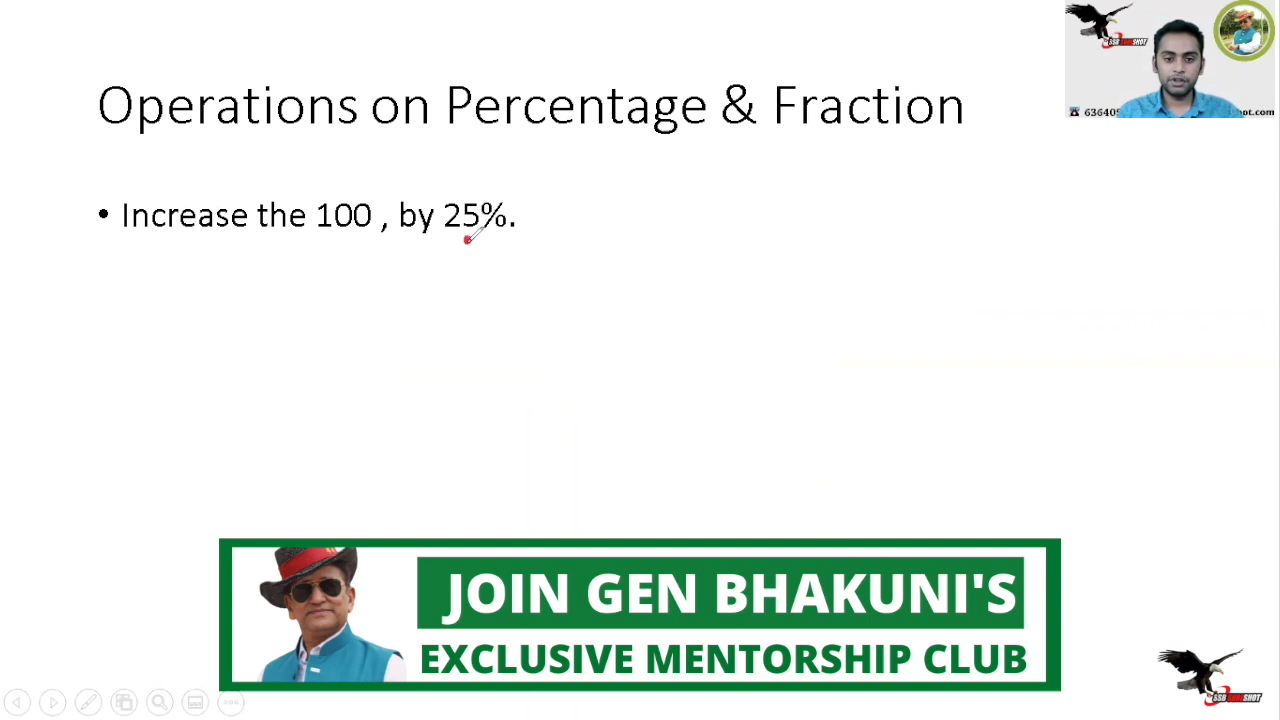 Operations on Percentage & Fraction
• Increase the 100 , by 25%.
JOIN GEN BHAKUNI'S
EXCLUSIVE MENTORSHIP CLUB